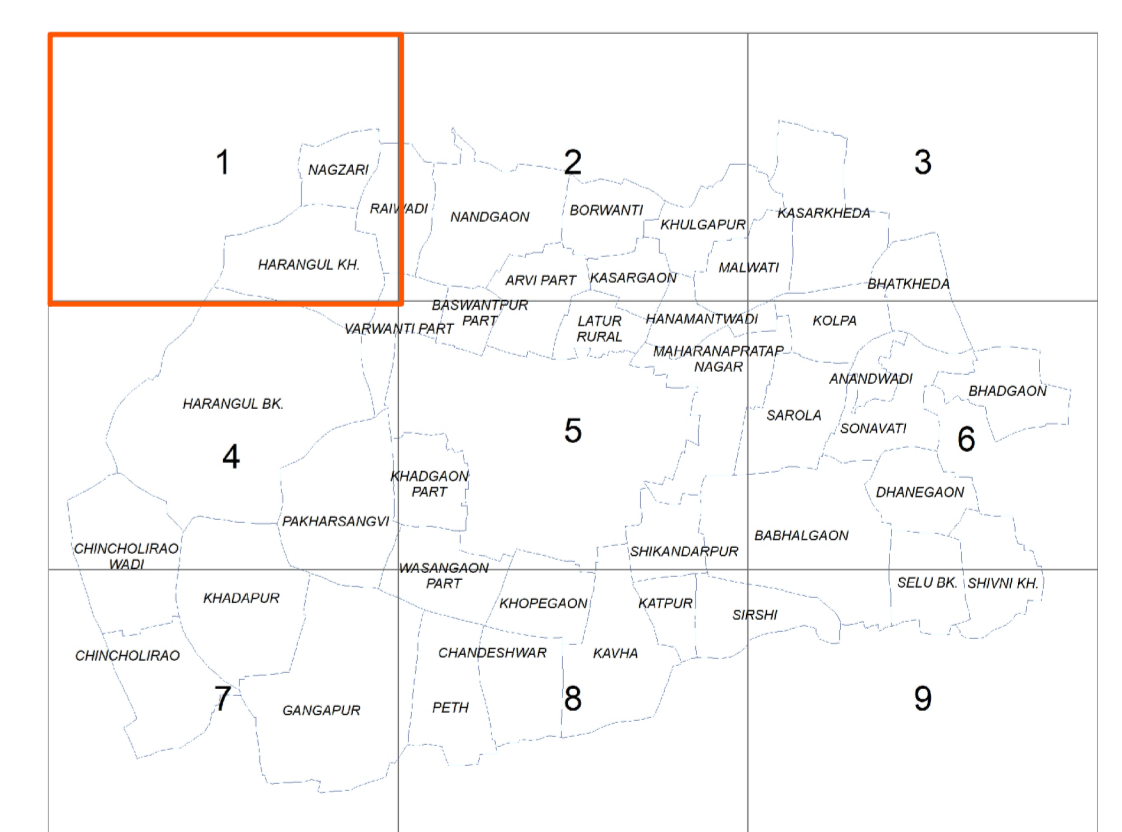 1
2
3
NAGZARI
RAIWADI
NANDGAON
BORWANTI
KHULGAPUR
KASARKHEDA
HARANGUL KH.
ARVI PART
KASARGAON
MALWATI
BHATKHEDA
VARWANTI PART
BASWANTPUR
PART
LATUR
RURAL
HANAMANTWADI
KOLPA
MAHARANAPRATAP
NAGAR
ANANDWADI
BHADGAON
HARANGUL BK.
SAROLA
SONAVATI
4
5
6
KHADGAON
PART
DHANEGAON
PAKHARSANGVI
BABHALGAON
CHINCHOLIRAO
WADI
SHIKANDARPUR
WASANGAON
PART
SELU BK.
SHIVNI KH.
KHADAPUR
KHOPEGAON
KATPUR
SIRSHI
CHINCHOLIRAO
CHANDESHWAR
KAVHA
7
8
9
GANGAPUR
PETH